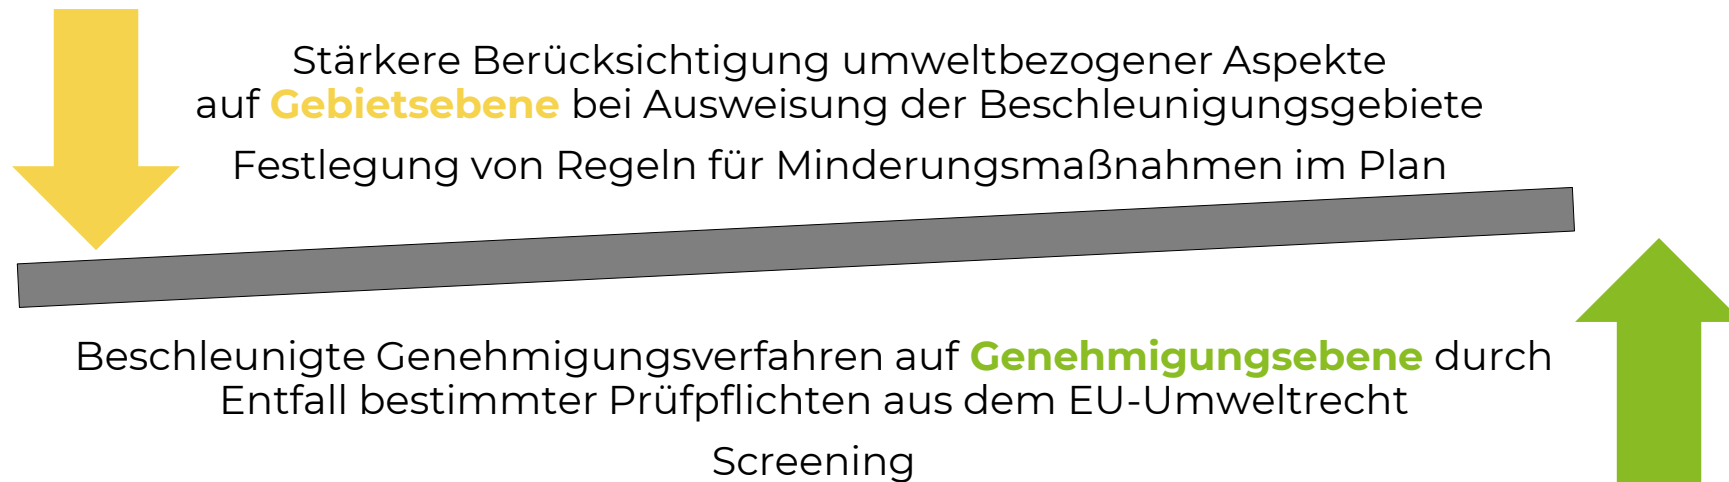 Stärkere Berücksichtigung umweltbezogener Aspekte
auf Gebietsebene bei Ausweisung der Beschleunigungsgebiete
Festlegung von Regeln für Minderungsmaßnahmen im Plan
Beschleunigte Genehmigungsverfahren auf Genehmigungsebene durch
Entfall bestimmter Prüfpflichten aus dem EU-Umweltrecht
Screening